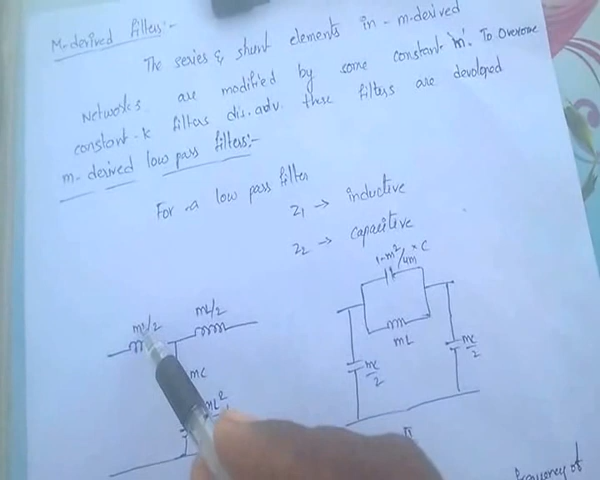 M-derived filters:-
The series & shunt elements in - m-derived
Networks are modified by some constant 'm'. To overcome
constant-k filters dis.adv. these filters are developed
m-derived low pass filters:-
For a low pass filter
Z1 → inductive
Z2 → capacitive
1-m²/4m × C
mL/2
mL/2
mL
mc
mc/2
mc/2
π
frequency of